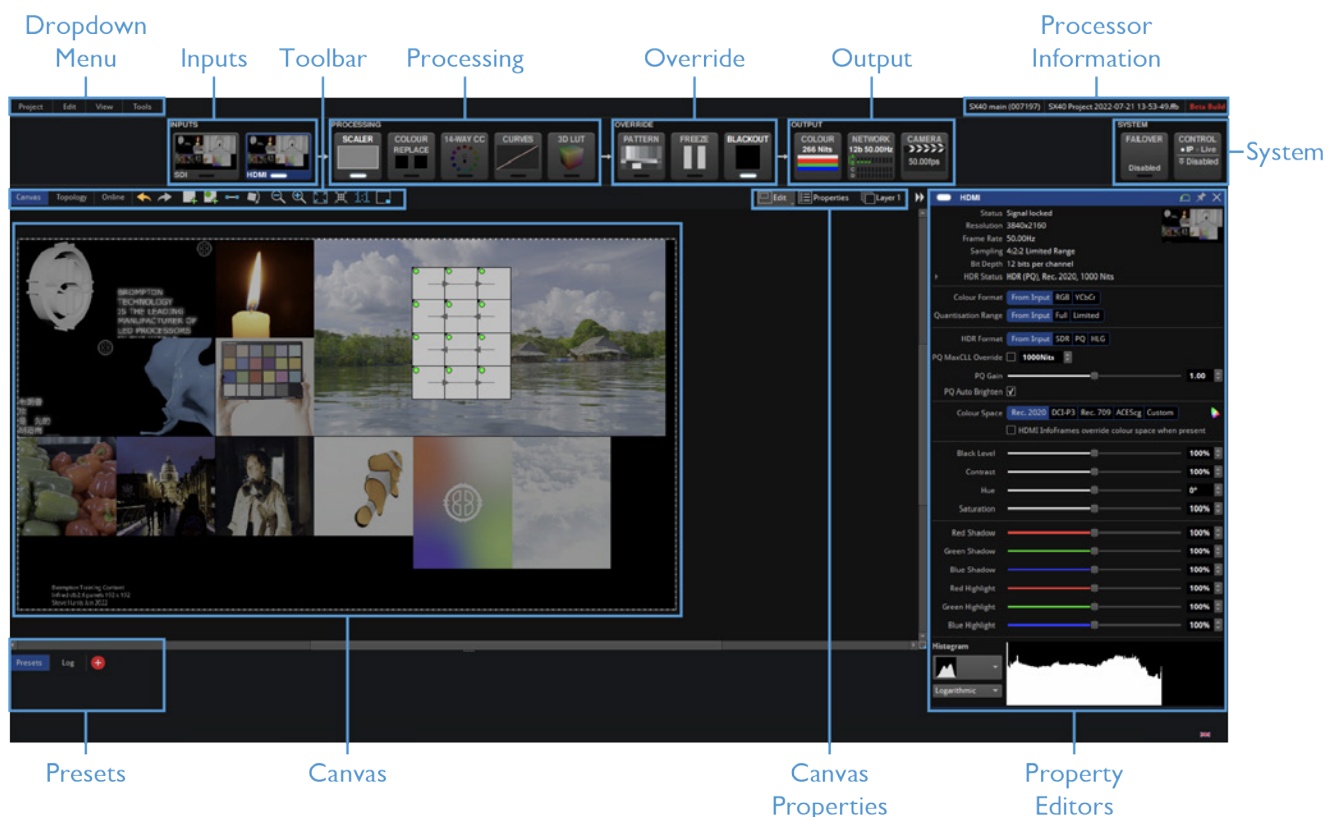 Dropdown
Menu
Inputs
Toolbar
Processing
Override
Output
Processor
Information
Project Edit View Tools
SX40 main (007197) SX40 Project 2022-07-21 13-53-49.ffb Beta Build
INPUTS
SDI
HDMI
PROCESSING
SCALER
COLOUR
REPLACE
14-WAY CC
CURVES
3D LUT
OVERRIDE
PATTERN
FREEZE
BLACKOUT
OUTPUT
COLOUR
266 Nits
NETWORK
12b 50.00Hz
CAMERA
50.00fps
SYSTEM
FAILOVER
Disabled
CONTROL
IP - Live
Disabled
System
Canvas Topology Online
1:1
Edit Properties Layer 1
HDMI
Status Signal locked
Resolution 3840x2160
Frame Rate 50.00Hz
Sampling 4:2:2 Limited Range
Bit Depth 12 bits per channel
HDR Status HDR (PQ), Rec. 2020, 1000 Nits
Colour Format From Input RGB YCbCr
Quantisation Range From Input Full Limited
HDR Format From Input SDR PQ HLG
PQ MaxCLL Override 1000Nits
PQ Gain 1.00
PQ Auto Brighten
Colour Space Rec. 2020 DCI-P3 Rec. 709 ACEScg Custom
HDMI InfoFrames override colour space when present
Black Level 100%
Contrast 100%
Hue 0°
Saturation 100%
Red Shadow 100%
Green Shadow 100%
Blue Shadow 100%
Red Highlight 100%
Green Highlight 100%
Blue Highlight 100%
Histogram
Logarithmic
BROMPTON
TECHNOLOGY
IS THE LEADING
MANUFACTURER OF
LED PROCESSORS
Brompton Training Content
Steve Harris Jan 2022
Presets Log
Presets
Canvas
Canvas
Properties
Property
Editors